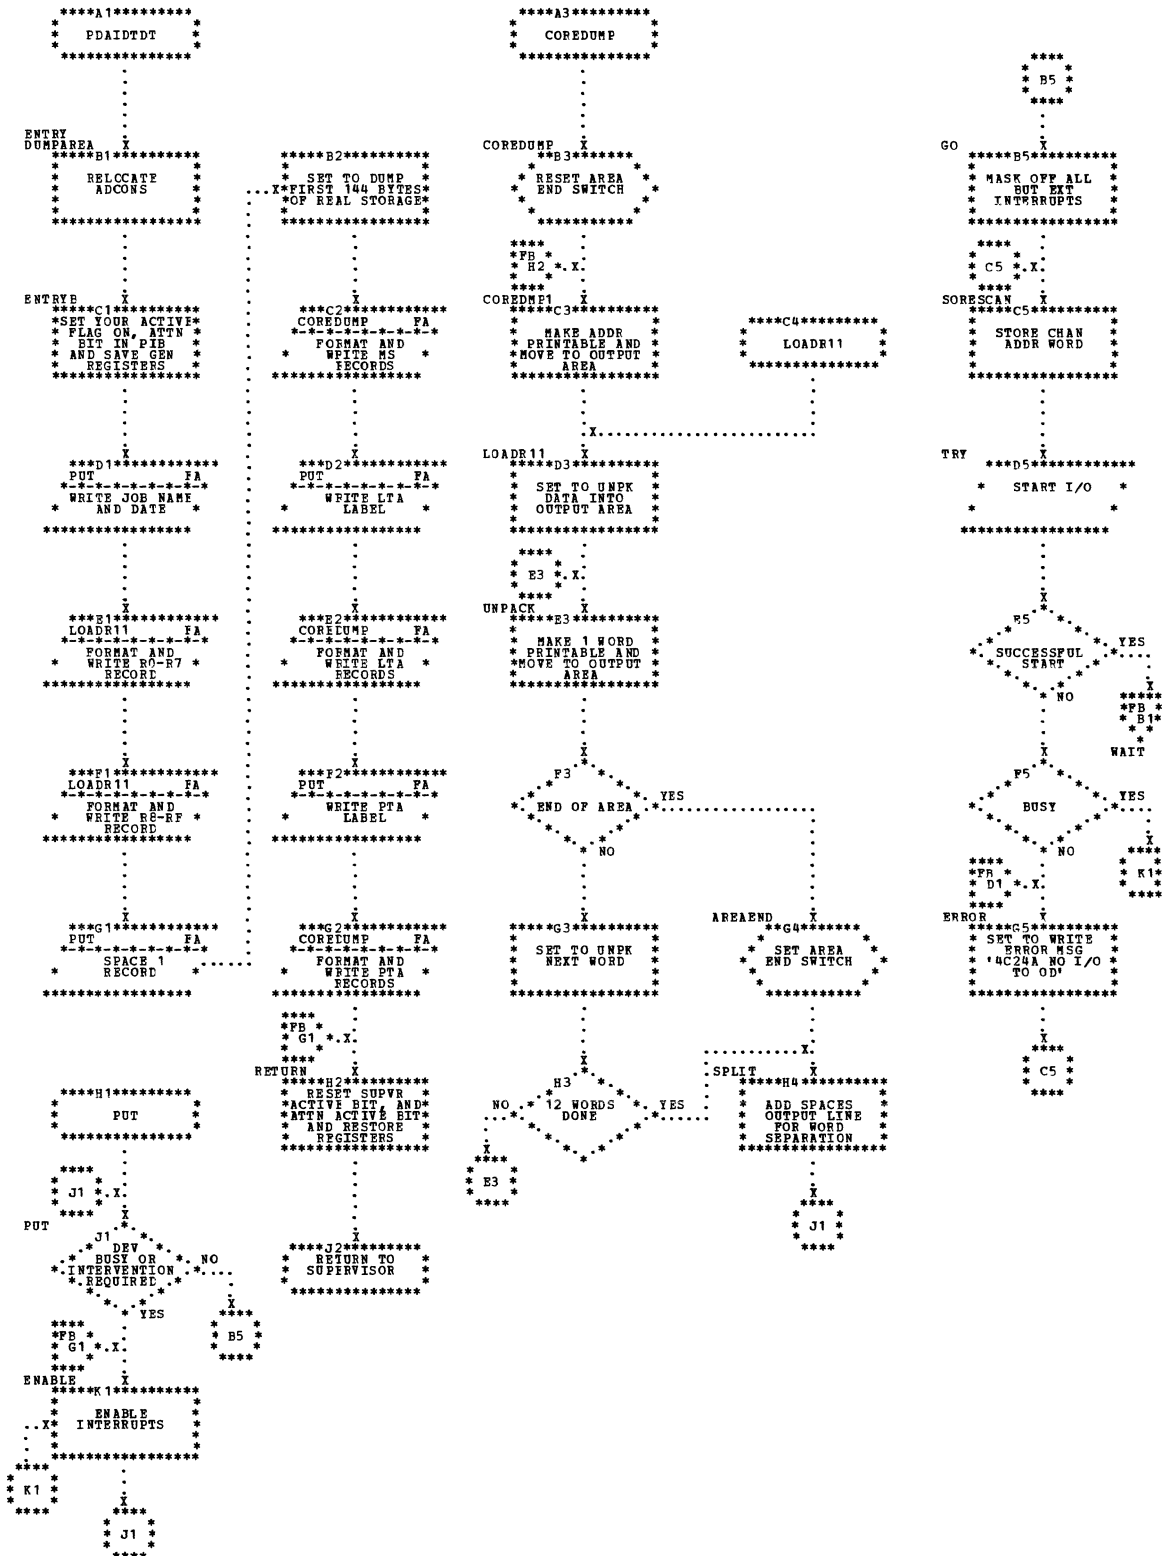 A1
PDAIDTDT
ENTRY
DUMPAREA
B1
RELOCATE
ADCONS
ENTRYB
C1
SET YOUR ACTIVE
FLAG ON, ATTN
BIT IN PIB
AND SAVE GEN
REGISTERS
D1
PUT FA
WRITE JOB NAME
AND DATE
E1
LOADR11 FA
FORMAT AND
WRITE R0-R7
RECORD
F1
LOADR11 FA
FORMAT AND
WRITE R8-RF
RECORD
G1
PUT FA
SPACE 1
RECORD
H1
PUT
J1
PUT
J1
DEV
BUSY OR
INTERVENTION
REQUIRED
NO
YES
B5
FB
G1
ENABLE
K1
ENABLE
INTERRUPTS
K1
J1
B2
SET TO DUMP
FIRST 144 BYTES
OF REAL STORAGE
C2
COREDUMP FA
FORMAT AND
WRITE MS
RECORDS
D2
PUT FA
WRITE LTA
LABEL
E2
COREDUMP FA
FORMAT AND
WRITE LTA
RECORDS
F2
PUT FA
WRITE PTA
LABEL
G2
COREDUMP FA
FORMAT AND
WRITE PTA
RECORDS
FB
G1
RETURN
H2
RESET SUPVR
ACTIVE BIT, AND
ATTN ACTIVE BIT
AND RESTORE
REGISTERS
J2
RETURN TO
SUPERVISOR
A3
COREDUMP
COREDUMP
B3
RESET AREA
END SWITCH
FB
H2
COREDMP1
C3
MAKE ADDR
PRINTABLE AND
MOVE TO OUTPUT
AREA
C4
LOADR11
LOADR11
D3
SET TO UNPK
DATA INTO
OUTPUT AREA
E3
UNPACK
E3
MAKE 1 WORD
PRINTABLE AND
MOVE TO OUTPUT
AREA
F3
END OF AREA
YES
NO
G3
SET TO UNPK
NEXT WORD
AREAEND
G4
SET AREA
END SWITCH
H3
12 WORDS
DONE
NO
YES
E3
SPLIT
H4
ADD SPACES
OUTPUT LINE
FOR WORD
SEPARATION
J1
B5
GO
B5
MASK OFF ALL
BUT EXT
INTERRUPTS
C5
SORESCAN
C5
STORE CHAN
ADDR WORD
TRY
D5
START I/O
E5
SUCCESSFUL
START
YES
NO
FB
B1
WAIT
F5
BUSY
YES
NO
K1
FB
D1
ERROR
G5
SET TO WRITE
ERROR MSG
'4C24A NO I/O
TO OD'
C5